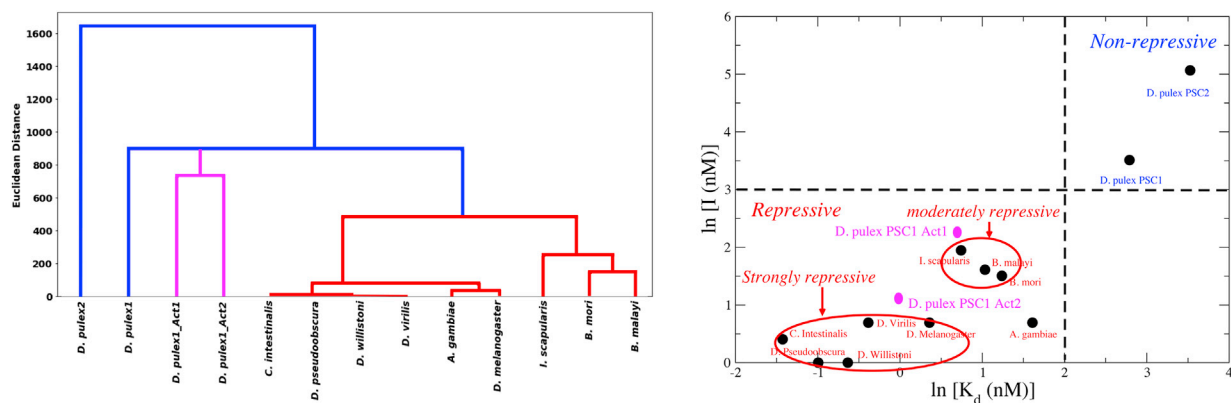 1600
1400
1200
1000
800
600
400
200
0
Euclidean Distance
D. pulex2
D. pulex1
D. pulex1_Act1
D. pulex1_Act2
C. intestinalis
D. pseudoobscura
D. willistoni
D. virilis
A. gambiae
D. melanogaster
I. scapularis
B. mori
B. malayi
6
5
4
3
2
1
0
ln [I (nM)]
Non-repressive
D. pulex PSC2
D. pulex PSC1
Repressive
moderately repressive
D. pulex PSC1 Act1
I. scapularis
B. malayi
B. mori
Strongly repressive
D. pulex PSC1 Act2
C. Intestinalis
D. Virilis
D. Melanogaster
A. gambiae
D. Pseudoobscura
D. Willistoni
-2 -1 0 1 2 3 4
ln [K_d (nM)]